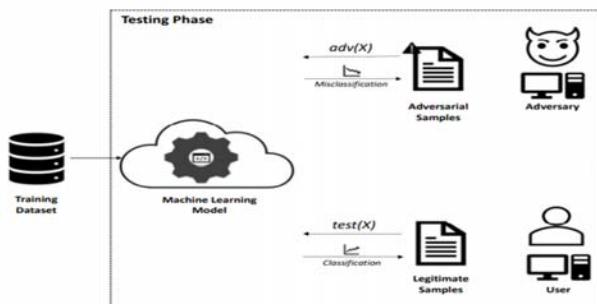 Testing Phase
adv(X)
Misclassification
Adversarial
Samples
Adversary
Training
Dataset
Machine Learning
Model
test(X)
Classification
Legitimate
Samples
User